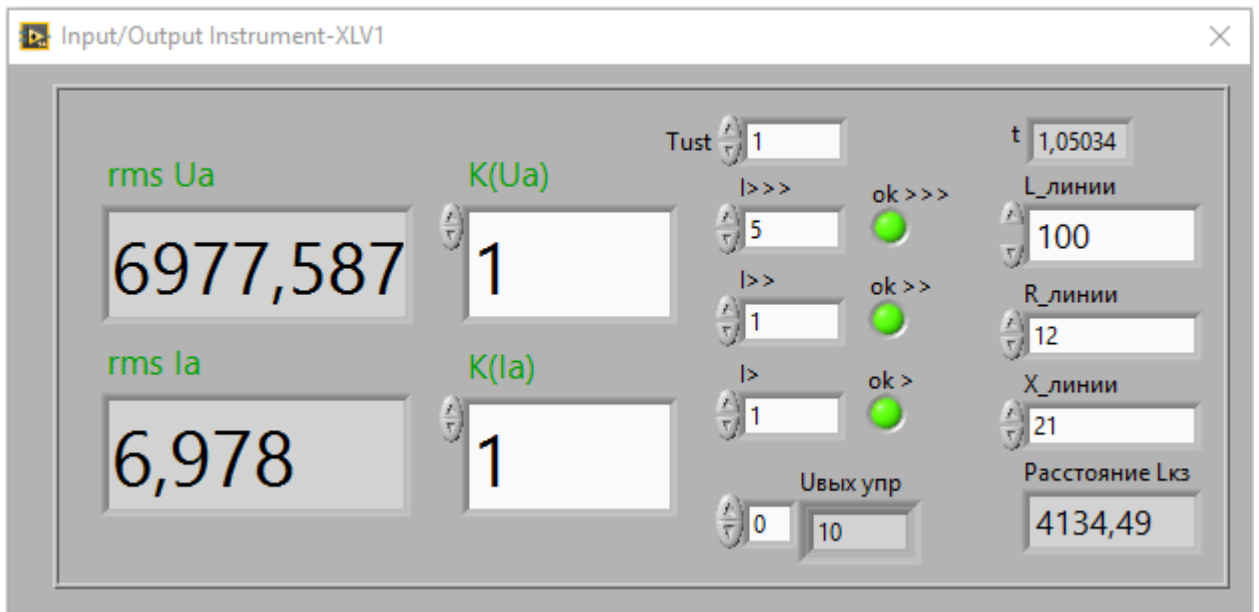 Input/Output Instrument-XLV1
Tust 1
t 1,05034
rms Ua
K(Ua)
I>>>
ok >>>
L_линии
6977,587
1
5
100
I>>
ok >>
R_линии
1
12
rms Ia
K(Ia)
I>
ok >
X_линии
6,978
1
1
21
Uвых упр
Расстояние Lкз
0
10
4134,49